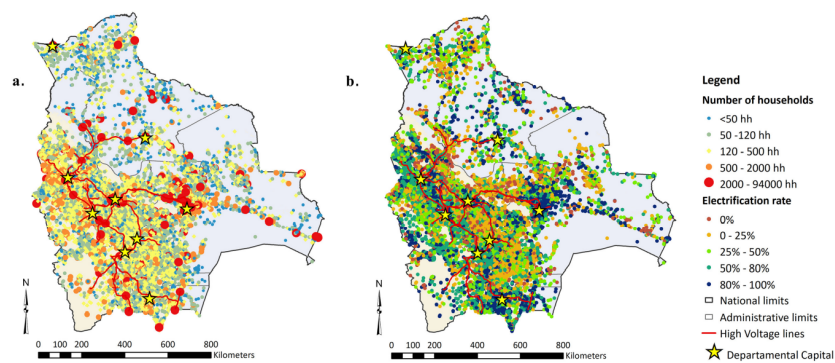 a.
b.
N
0 100 200 400 600 800
Kilometers
N
0 100 200 400 600 800
Kilometers
Legend
Number of households
<50 hh
50 -120 hh
120 - 500 hh
500 - 2000 hh
2000 - 94000 hh
Electrification rate
0%
0 - 25%
25% - 50%
50% - 80%
80% - 100%
National limits
Administrative limits
High Voltage lines
Departamental Capital